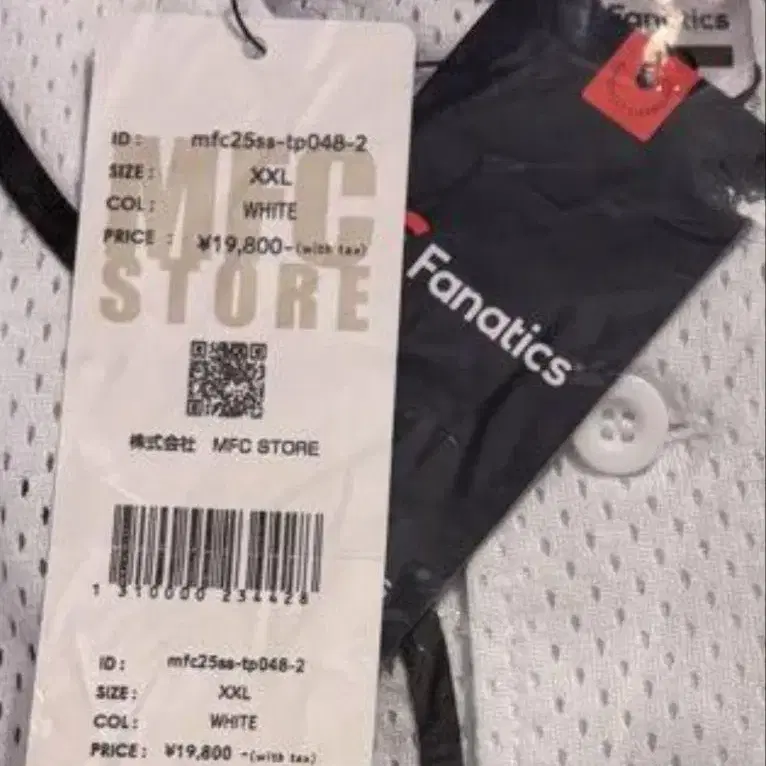 Fanatics
ID: mfc25ss-tp048-2
SIZE: XXL
COL: WHITE
PRICE : ¥19,800-(with tax)
MFC
STORE
Fanatics
株式会社 MFC STORE
1 310000 234428
ID: mfc25ss-tp048-2
SIZE: XXL
COL: WHITE
PRICE: ¥19,800 -(with tax)